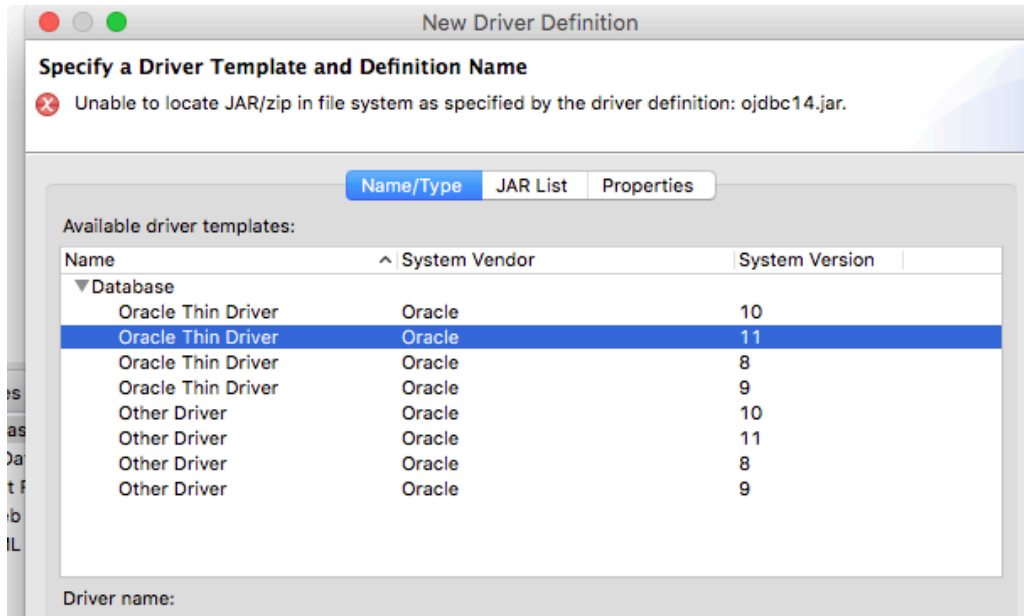 New Driver Definition
Specify a Driver Template and Definition Name
Unable to locate JAR/zip in file system as specified by the driver definition: ojdbc14.jar.
Name/Type JAR List Properties
Available driver templates:
Name System Vendor System Version
Database
Oracle Thin Driver Oracle 10
Oracle Thin Driver Oracle 11
Oracle Thin Driver Oracle 8
Oracle Thin Driver Oracle 9
Other Driver Oracle 10
Other Driver Oracle 11
Other Driver Oracle 8
Other Driver Oracle 9
Driver name: